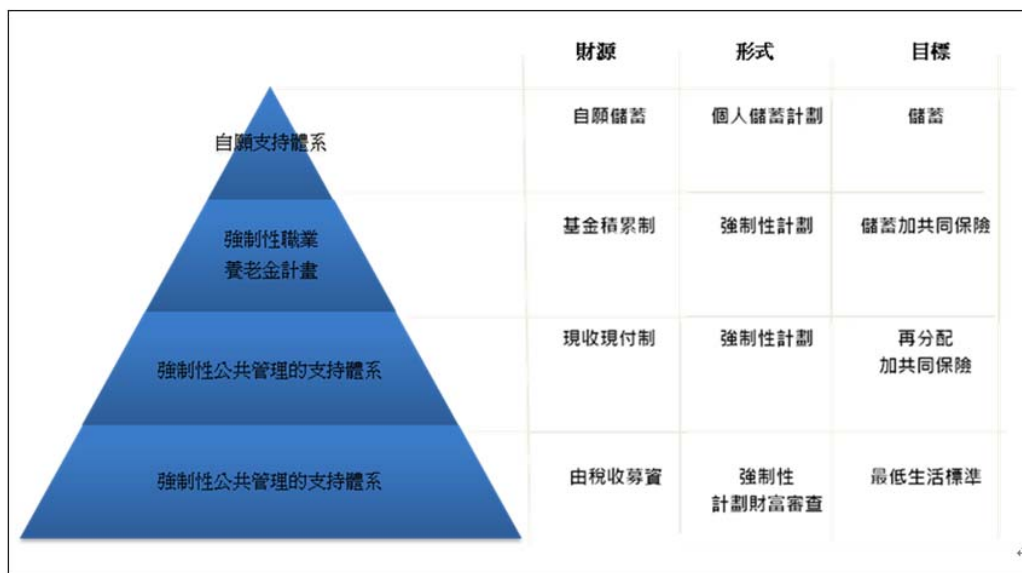 財源 形式 目標
自願支持體系 自願儲蓄 個人儲蓄計劃 儲蓄
強制性職業
養老金計畫
基金積累制 強制性計劃 儲蓄加共同保險
強制性公共管理的支持體系 現收現付制 強制性計劃 再分配
加共同保險
強制性公共管理的支持體系 由稅收募資 強制性
計劃財富審查
最低生活標準